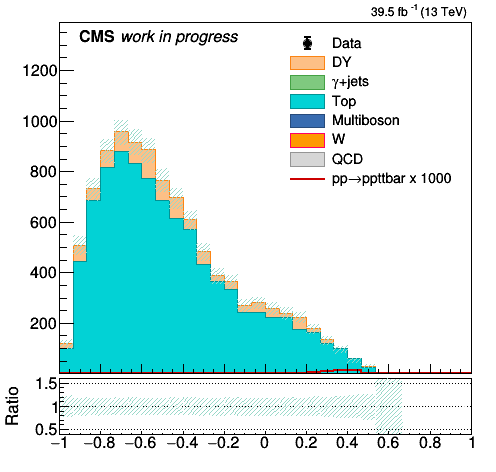 39.5 fb⁻¹ (13 TeV)
CMS work in progress
Data
DY
γ+jets
Top
Multiboson
W
QCD
pp→ppttbar x 1000
1200
1000
800
600
400
200
Ratio
1.5
1
0.5
−1 −0.8 −0.6 −0.4 −0.2 0 0.2 0.4 0.6 0.8 1